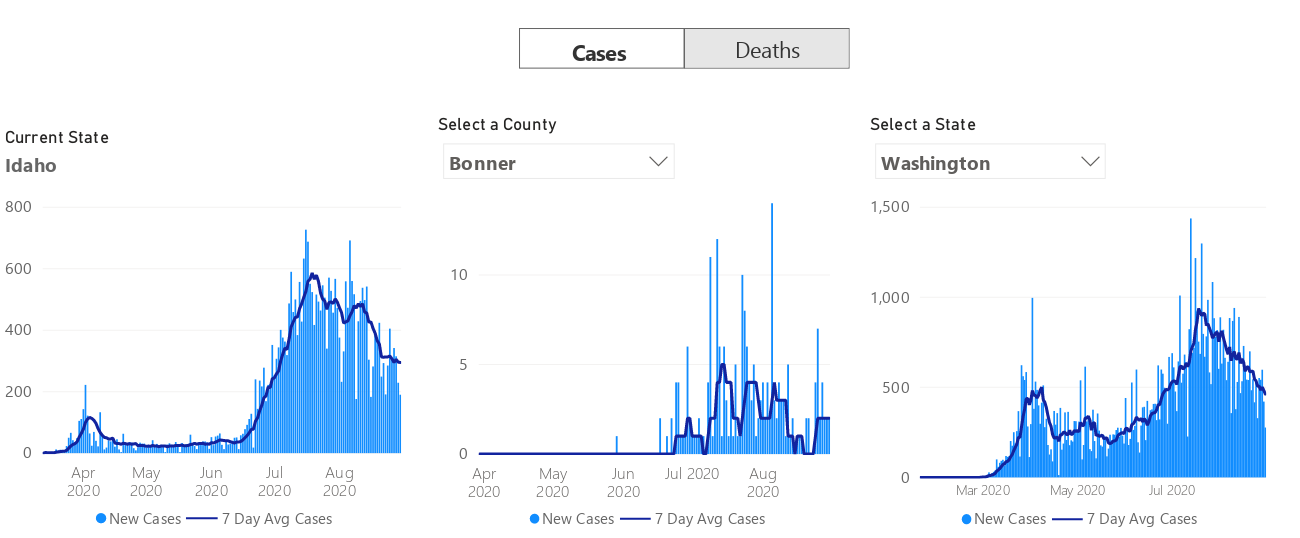 Cases Deaths
Current State
Idaho
800
600
400
200
0
Apr 2020 May 2020 Jun 2020 Jul 2020 Aug 2020
New Cases 7 Day Avg Cases
Select a County
Bonner
10
5
0
Apr 2020 May 2020 Jun 2020 Jul 2020 Aug 2020
New Cases 7 Day Avg Cases
Select a State
Washington
1,500
1,000
500
0
Mar 2020 May 2020 Jul 2020
New Cases 7 Day Avg Cases